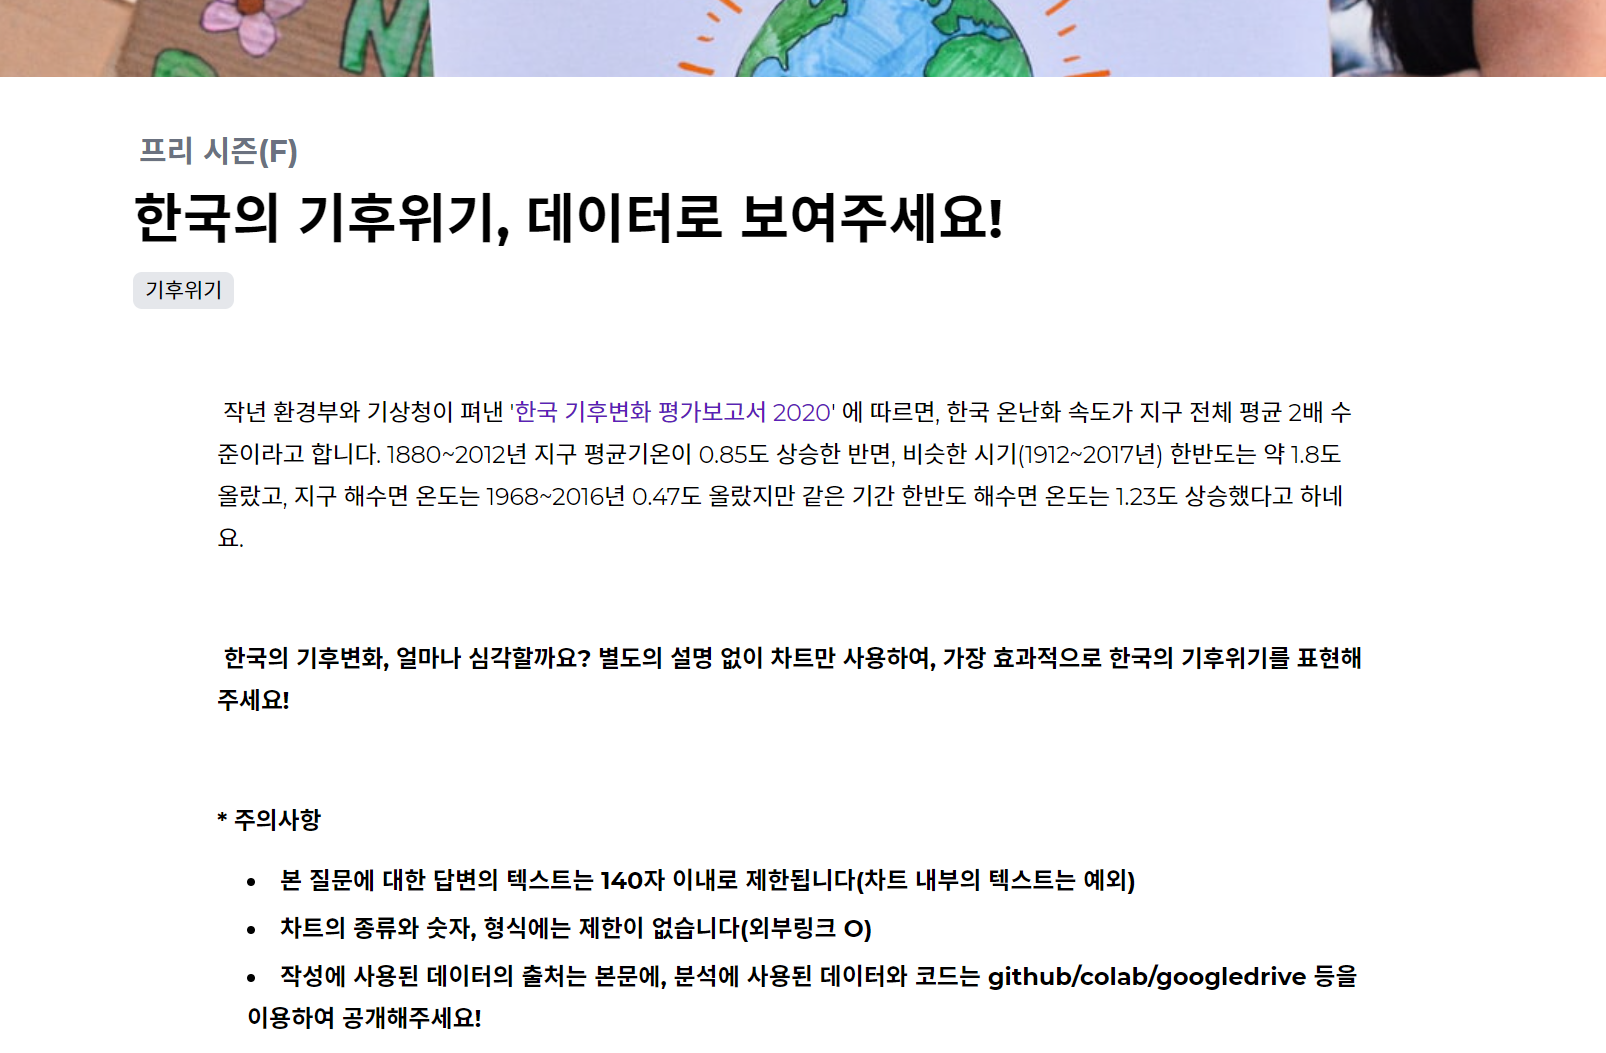 프리 시즌(F)
한국의 기후위기, 데이터로 보여주세요!
기후위기
작년 환경부와 기상청이 펴낸 '한국 기후변화 평가보고서 2020' 에 따르면, 한국 온난화 속도가 지구 전체 평균 2배 수
준이라고 합니다. 1880~2012년 지구 평균기온이 0.85도 상승한 반면, 비슷한 시기(1912~2017년) 한반도는 약 1.8도
올랐고, 지구 해수면 온도는 1968~2016년 0.47도 올랐지만 같은 기간 한반도 해수면 온도는 1.23도 상승했다고 하네
요.
한국의 기후변화, 얼마나 심각할까요? 별도의 설명 없이 차트만 사용하여, 가장 효과적으로 한국의 기후위기를 표현해
주세요!
* 주의사항
• 본 질문에 대한 답변의 텍스트는 140자 이내로 제한됩니다(차트 내부의 텍스트는 예외)
• 차트의 종류와 숫자, 형식에는 제한이 없습니다(외부링크 O)
• 작성에 사용된 데이터의 출처는 본문에, 분석에 사용된 데이터와 코드는 github/colab/googledrive 등을
이용하여 공개해주세요!